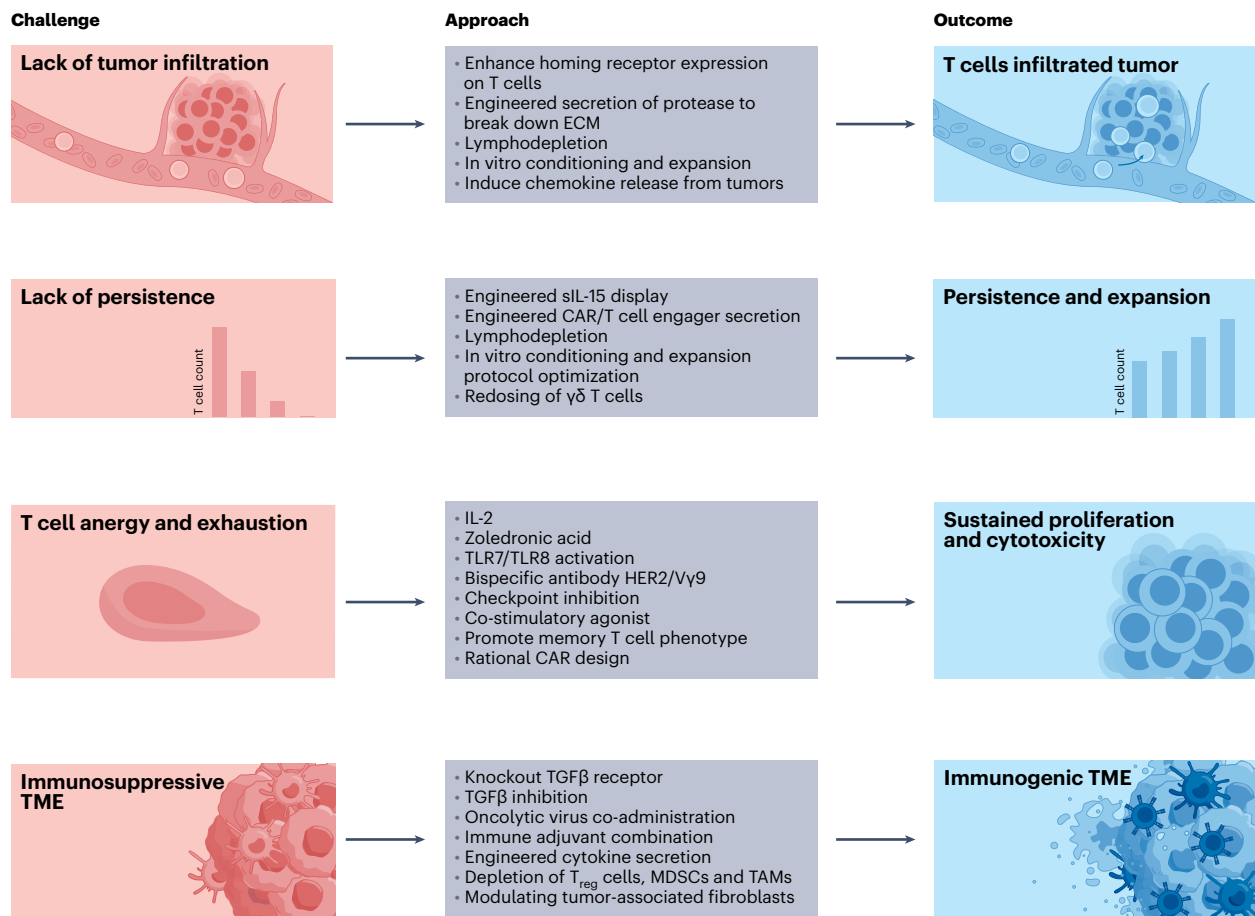 Challenge
Approach
Outcome
Lack of tumor infiltration
• Enhance homing receptor expression
on T cells
• Engineered secretion of protease to
break down ECM
• Lymphodepletion
• In vitro conditioning and expansion
• Induce chemokine release from tumors
T cells infiltrated tumor
Lack of persistence
T cell count
• Engineered sIL-15 display
• Engineered CAR/T cell engager secretion
• Lymphodepletion
• In vitro conditioning and expansion
protocol optimization
• Redosing of γδ T cells
Persistence and expansion
T cell count
T cell anergy and exhaustion
• IL-2
• Zoledronic acid
• TLR7/TLR8 activation
• Bispecific antibody HER2/Vγ9
• Checkpoint inhibition
• Co-stimulatory agonist
• Promote memory T cell phenotype
• Rational CAR design
Sustained proliferation
and cytotoxicity
Immunosuppressive
TME
• Knockout TGFβ receptor
• TGFβ inhibition
• Oncolytic virus co-administration
• Immune adjuvant combination
• Engineered cytokine secretion
• Depletion of Treg cells, MDSCs and TAMs
• Modulating tumor-associated fibroblasts
Immunogenic TME